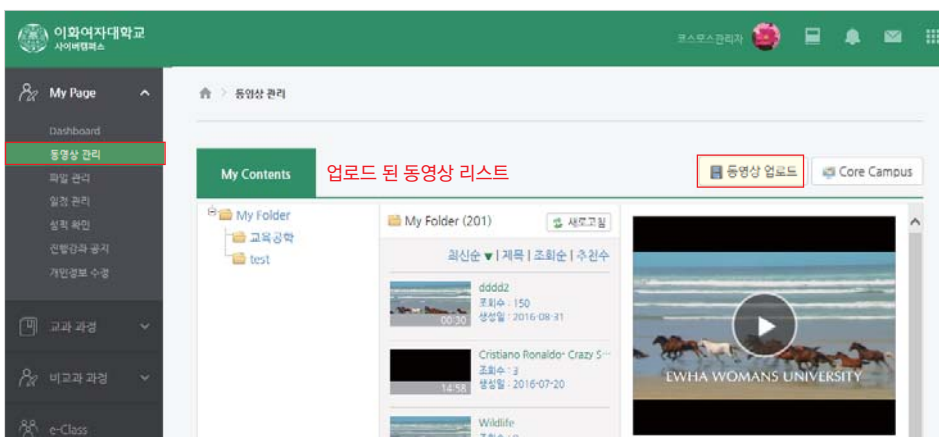 이화여자대학교
사이버캠퍼스
코스모스관리자
My Page
Dashboard
동영상 관리
파일 관리
일정 관리
성적 확인
진행강좌 공지
개인정보 수정
교과 과정
비교과 과정
e-Class
동영상 관리
My Contents
업로드 된 동영상 리스트
동영상 업로드
Core Campus
My Folder
교육공학
test
My Folder (201)
새로고침
최신순 ▼ | 제목 | 조회순 | 추천수
dddd2
조회수 : 150
생성일 : 2016-08-31
00:30
Cristiano Ronaldo- Crazy S...
조회수 : 3
생성일 : 2016-07-20
14:58
Wildlife
EWHA WOMANS UNIVERSITY